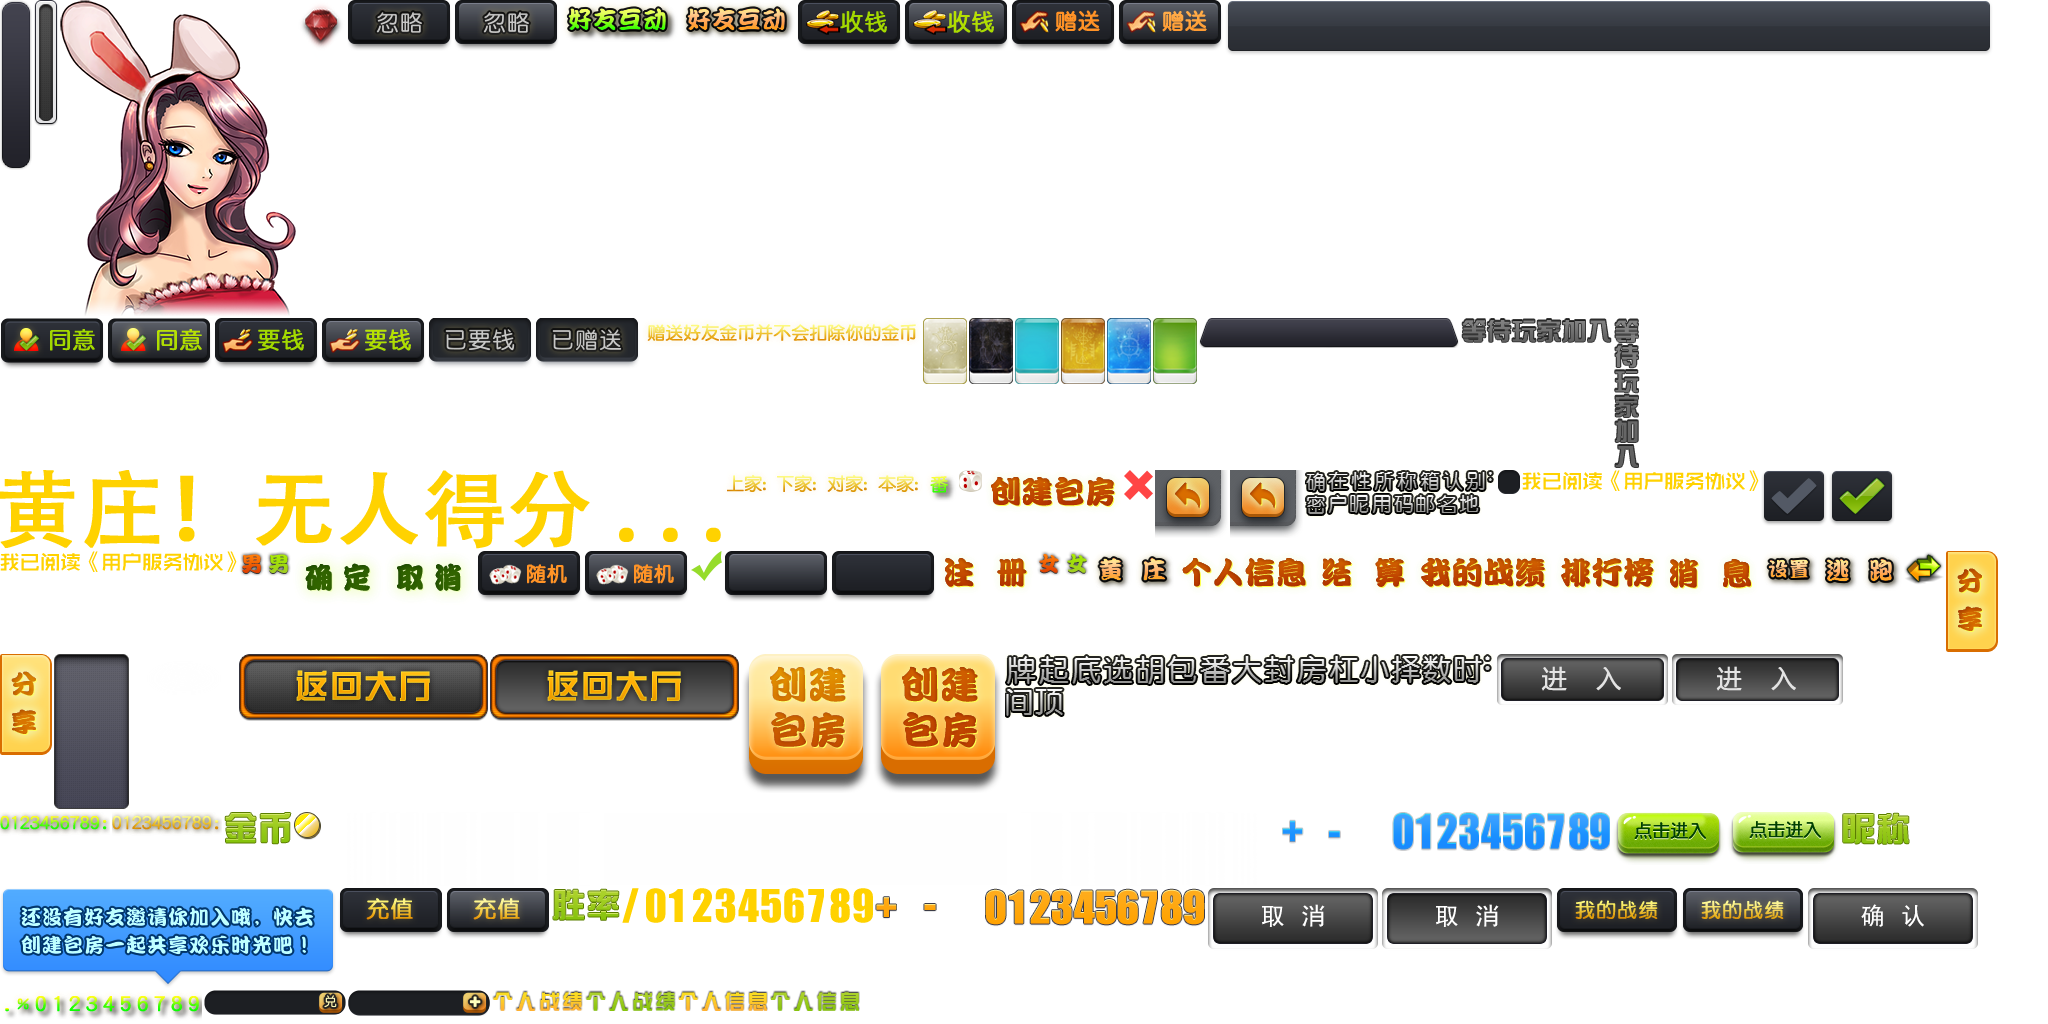 忽略 忽略 好友互动 好友互动 收钱 收钱 赠送 赠送
同意 同意 要钱 要钱 已要钱 已赠送 赠送好友金币并不会扣除你的金币 等待玩家加入
等待玩家加入
黄庄！无人得分...
上家: 下家: 对家: 本家: 番 创建包房
确在性所称箱认别:
密户昵用码邮名地
我已阅读《用户服务协议》
我已阅读《用户服务协议》 男 男 确定 取消 随机 随机 注册 女 女 黄庄 个人信息 结算 我的战绩 排行榜 消息 设置 逃跑
分享
分享
返回大厅 返回大厅
创建
包房
创建
包房
牌起底选胡包番大封房杠小择数时:
间顶
进入 进入
0123456789: 0123456789: 金币 + - 0123456789 点击进入 点击进入 昵称
还没有好友邀请你加入哦，快去
创建包房一起共享欢乐时光吧！
充值 充值 胜率/0123456789 + - 0123456789 取消 取消 我的战绩 我的战绩 确认
.%0123456789 兑 + 个人战绩 个人战绩 个人信息 个人信息